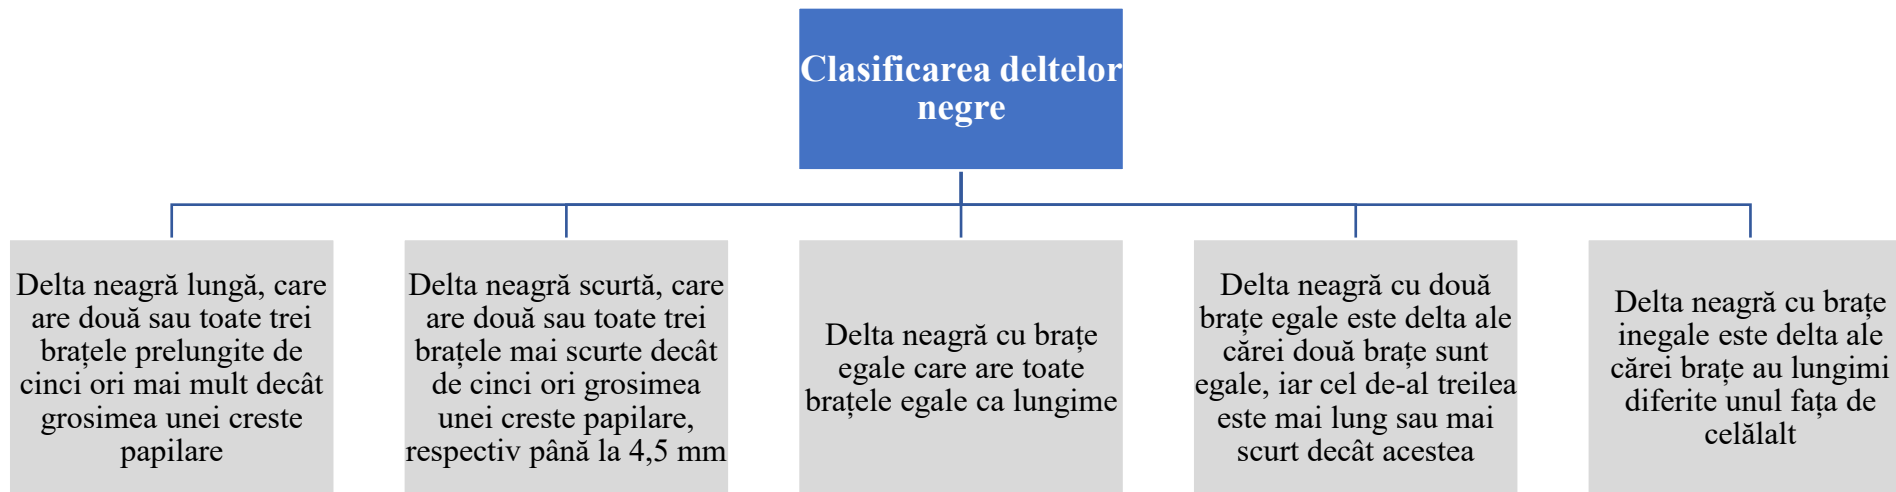 Clasificarea deltelor
negre
Delta neagră lungă, care
are două sau toate trei
brațele prelungite de
cinci ori mai mult decât
grosimea unei creste
papilare
Delta neagră scurtă, care
are două sau toate trei
brațele mai scurte decât
de cinci ori grosimea
unei creste papilare,
respectiv până la 4,5 mm
Delta neagră cu brațe
egale care are toate
brațele egale ca lungime
Delta neagră cu două
brațe egale este delta ale
cărei două brațe sunt
egale, iar cel de-al treilea
este mai lung sau mai
scurt decât acestea
Delta neagră cu brațe
inegale este delta ale
cărei brațe au lungimi
diferite unul fața de
celălalt